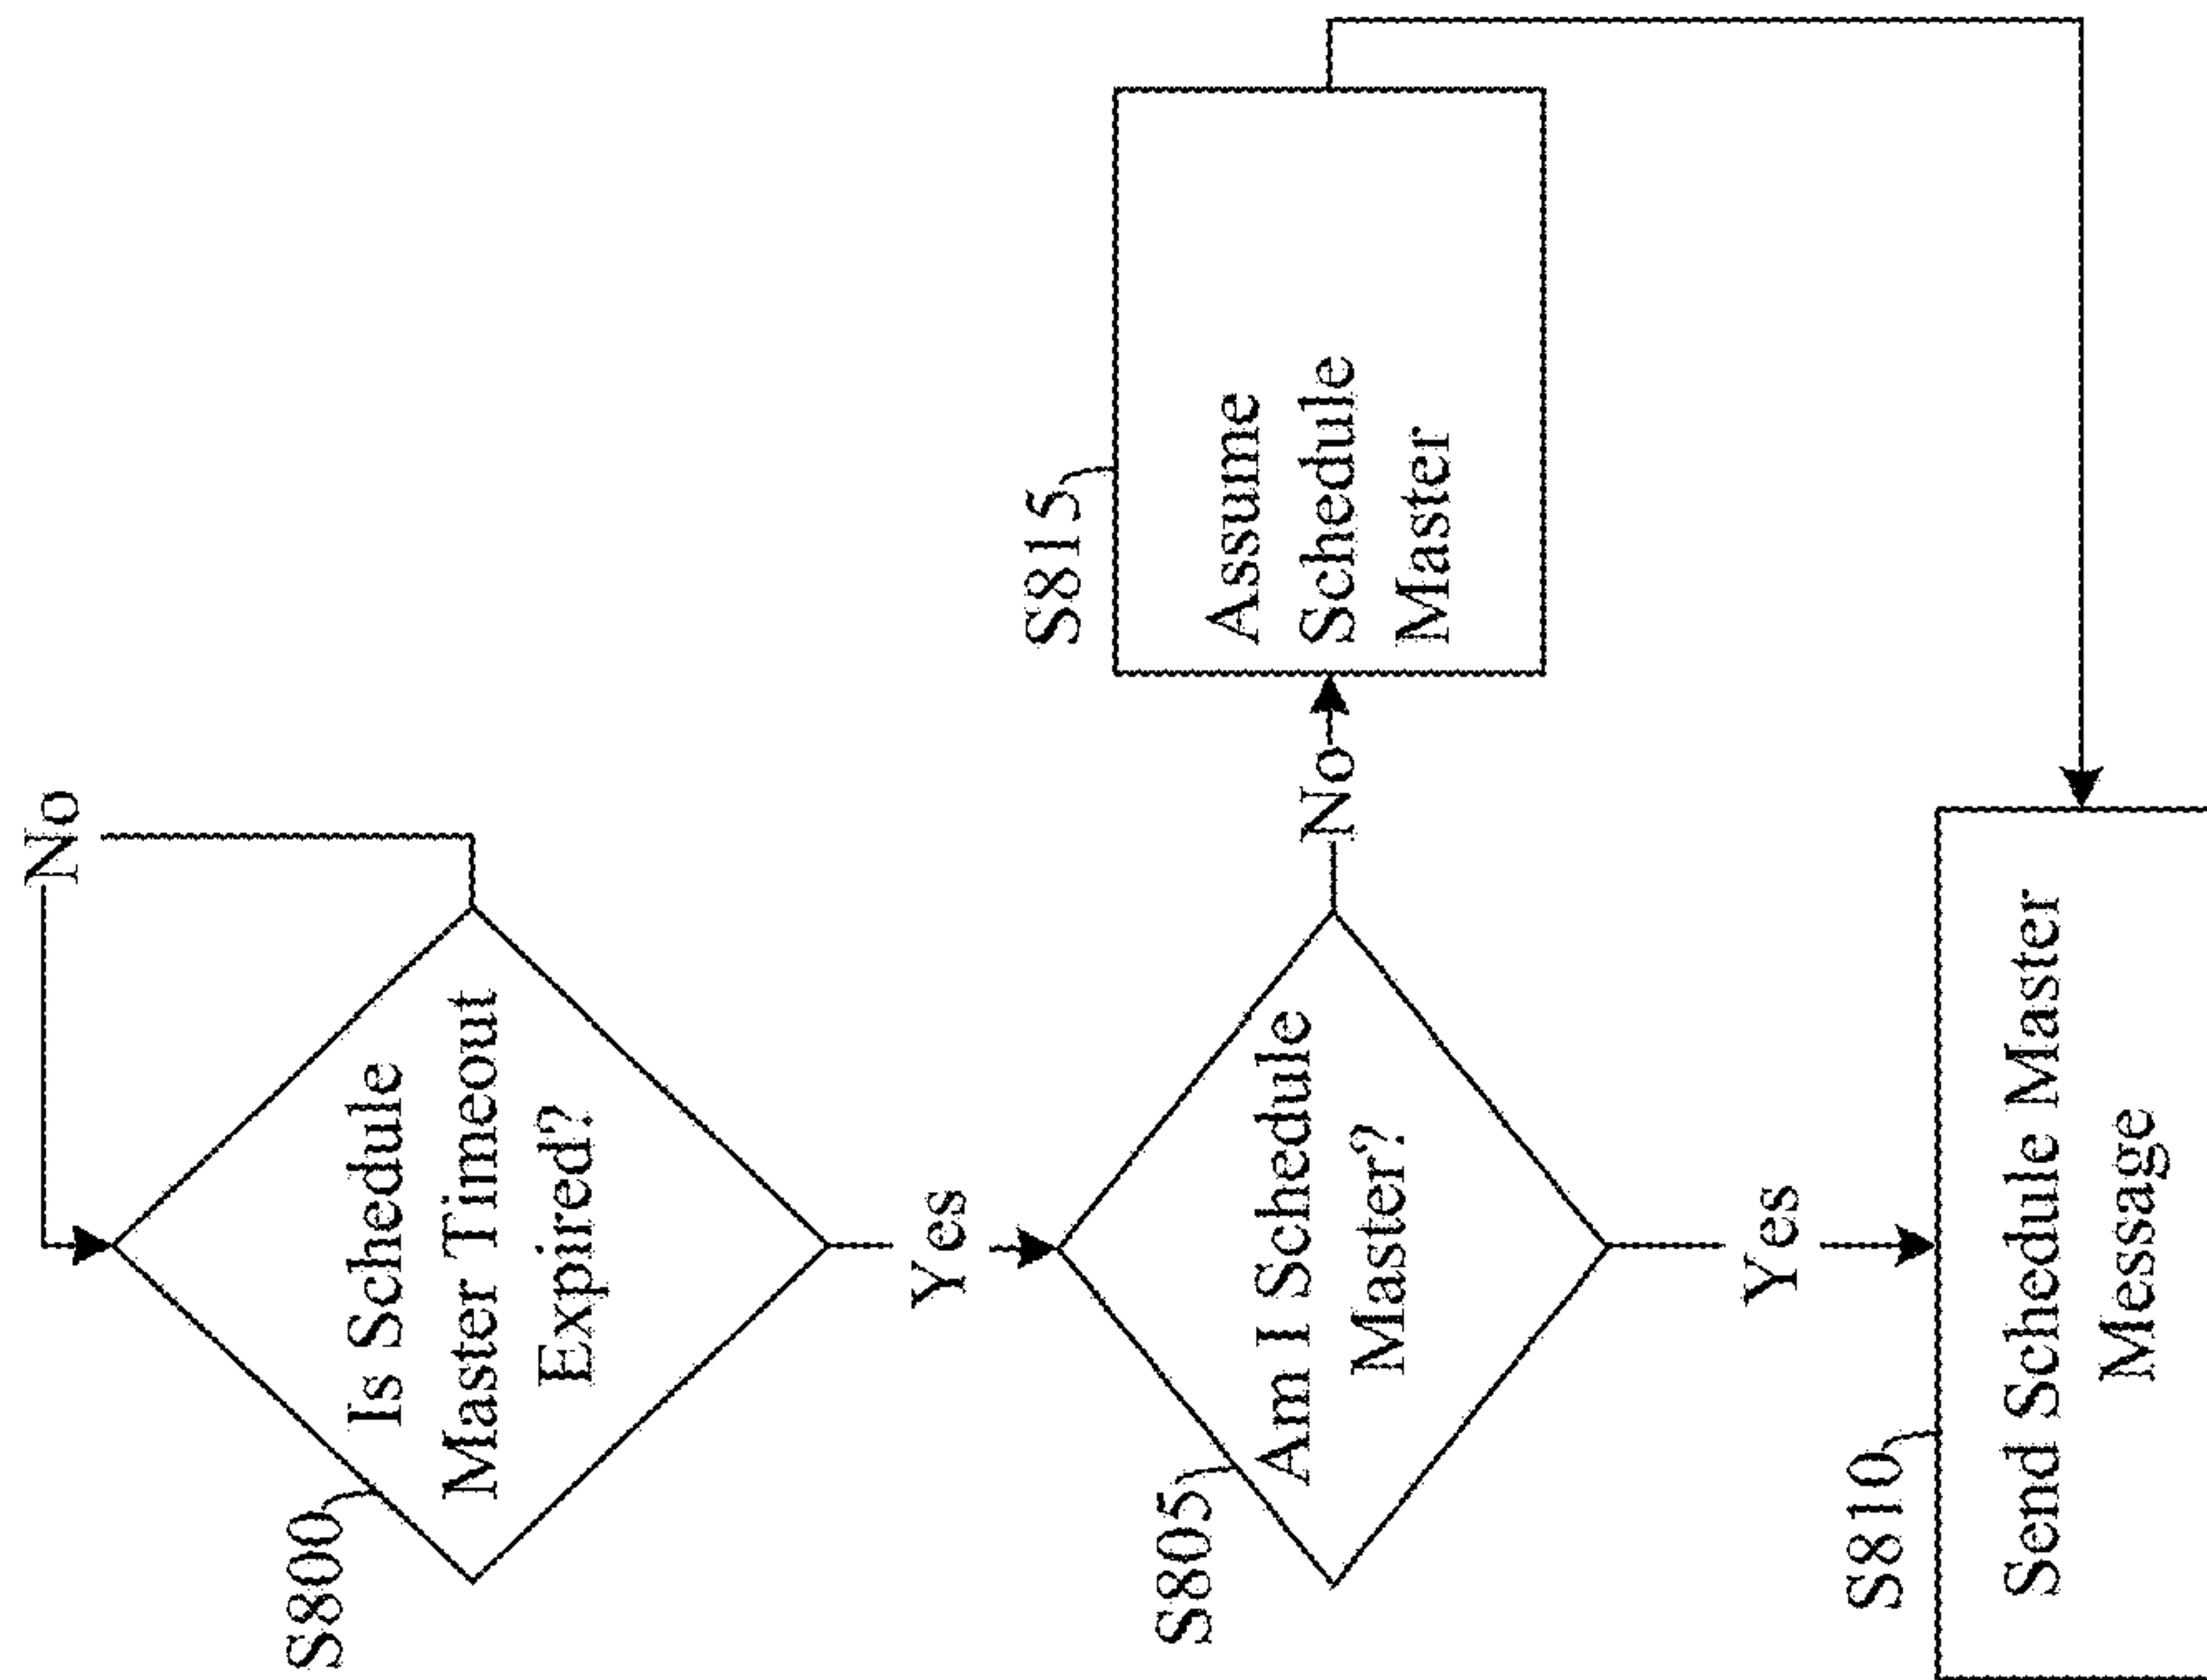 No
S800
Is Schedule
Master Timeout
Expired?
Yes
S805
Am I Schedule
Master?
No
S815
Assume
Schedule
Master
Yes
S810
Send Schedule Master
Message